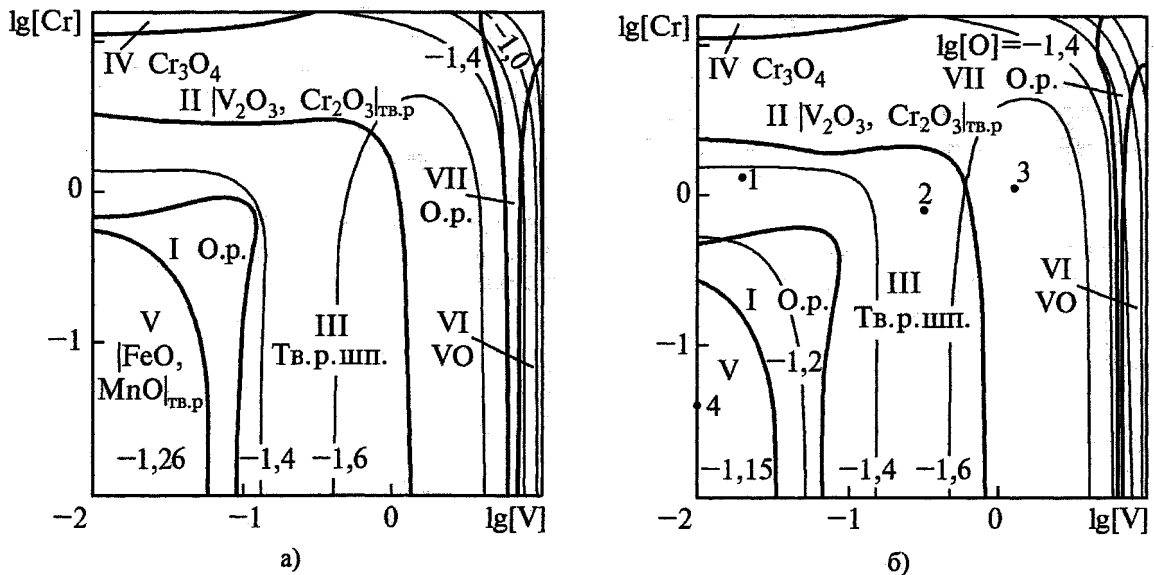 lg[Cr]
IV Cr₃O₄
−1,4
−1,0
II |V₂O₃, Cr₂O₃|тв.р
0
VII
О.р.
I О.р.
V
|FeO,
MnO|тв.р
III
Тв.р.шп.
VI
VO
−1
−1,26
−1,4
−1,6
−2
−1
0
lg[V]
а)
lg[Cr]
lg[O]=−1,4
IV Cr₃O₄
VII О.р.
II |V₂O₃, Cr₂O₃|тв.р
0
1
2
3
I О.р.
III
Тв.р.шп.
VI
VO
−1
−1,2
V
4
−1,15
−1,4
−1,6
−2
−1
0
lg[V]
б)